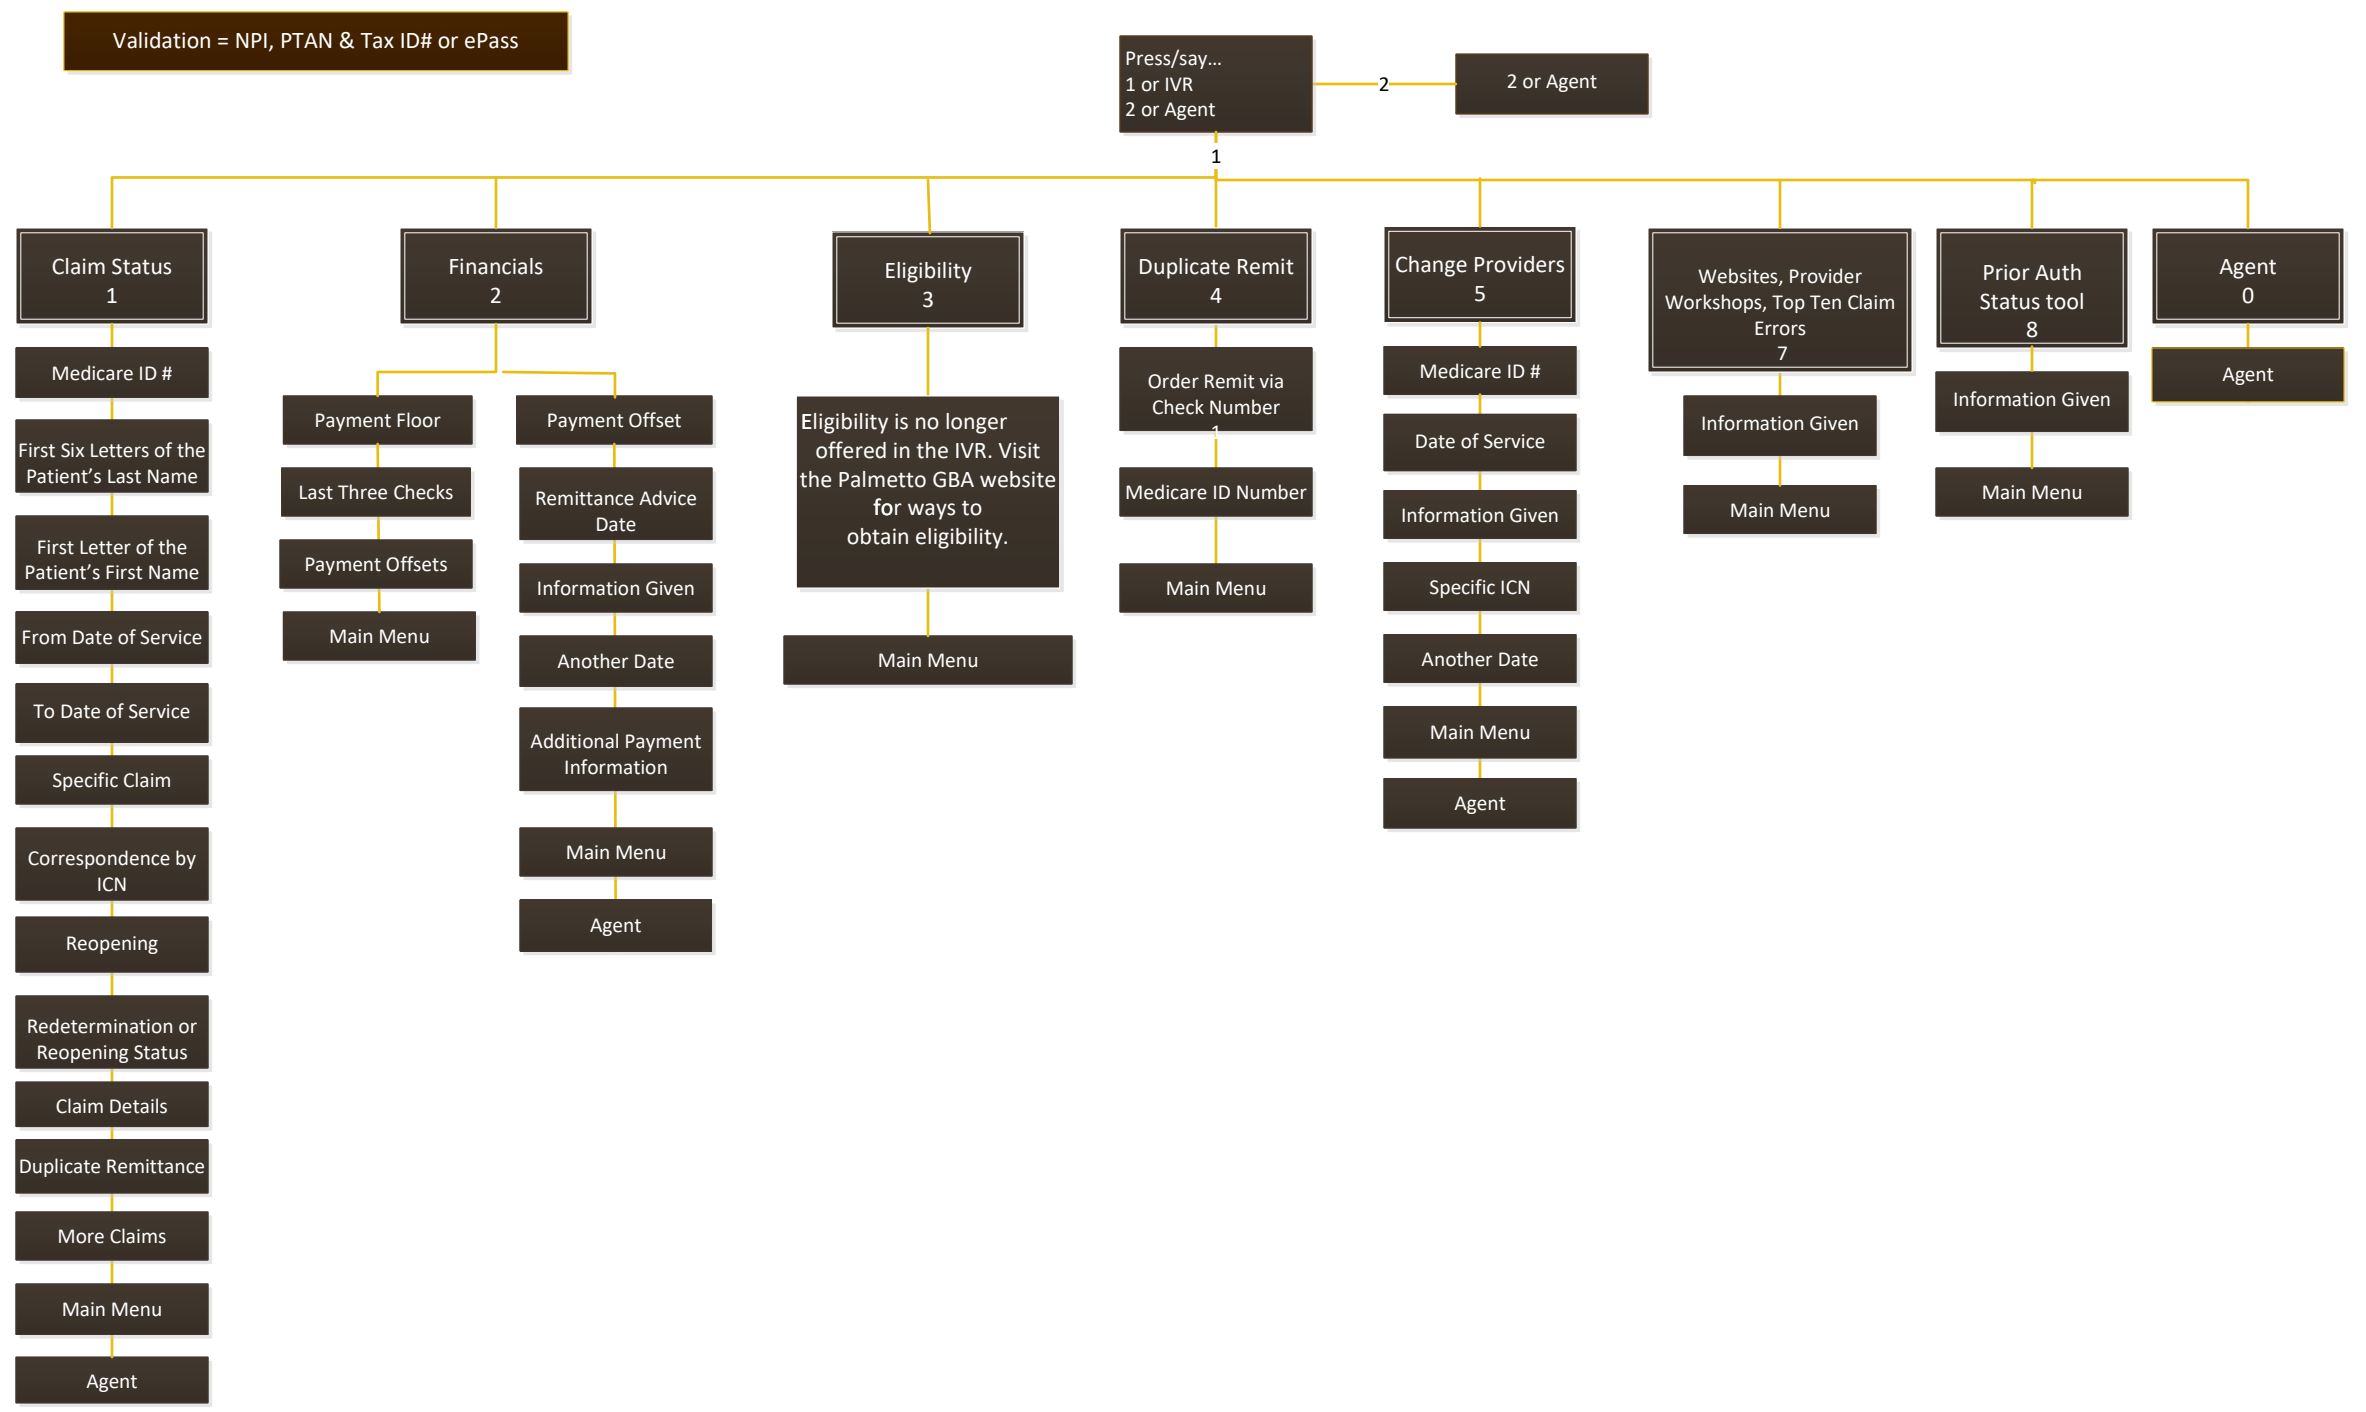 Validation = NPI, PTAN & Tax ID# or ePass
Press/say...
1 or IVR
2 or Agent
2
2 or Agent
1
Claim Status
1
Medicare ID #
First Six Letters of the
Patient's Last Name
First Letter of the
Patient's First Name
From Date of Service
To Date of Service
Specific Claim
Correspondence by
ICN
Reopening
Redetermination or
Reopening Status
Claim Details
Duplicate Remittance
More Claims
Main Menu
Agent
Financials
2
Payment Floor
Last Three Checks
Payment Offsets
Main Menu
Payment Offset
Remittance Advice
Date
Information Given
Another Date
Additional Payment
Information
Main Menu
Agent
Eligibility
3
Eligibility is no longer
offered in the IVR. Visit
the Palmetto GBA website
for ways to
obtain eligibility.
Main Menu
Duplicate Remit
4
Order Remit via
Check Number
1
Medicare ID Number
Main Menu
Change Providers
5
Medicare ID #
Date of Service
Information Given
Specific ICN
Another Date
Main Menu
Agent
Websites, Provider
Workshops, Top Ten Claim
Errors
7
Information Given
Main Menu
Prior Auth
Status tool
8
Information Given
Main Menu
Agent
0
Agent